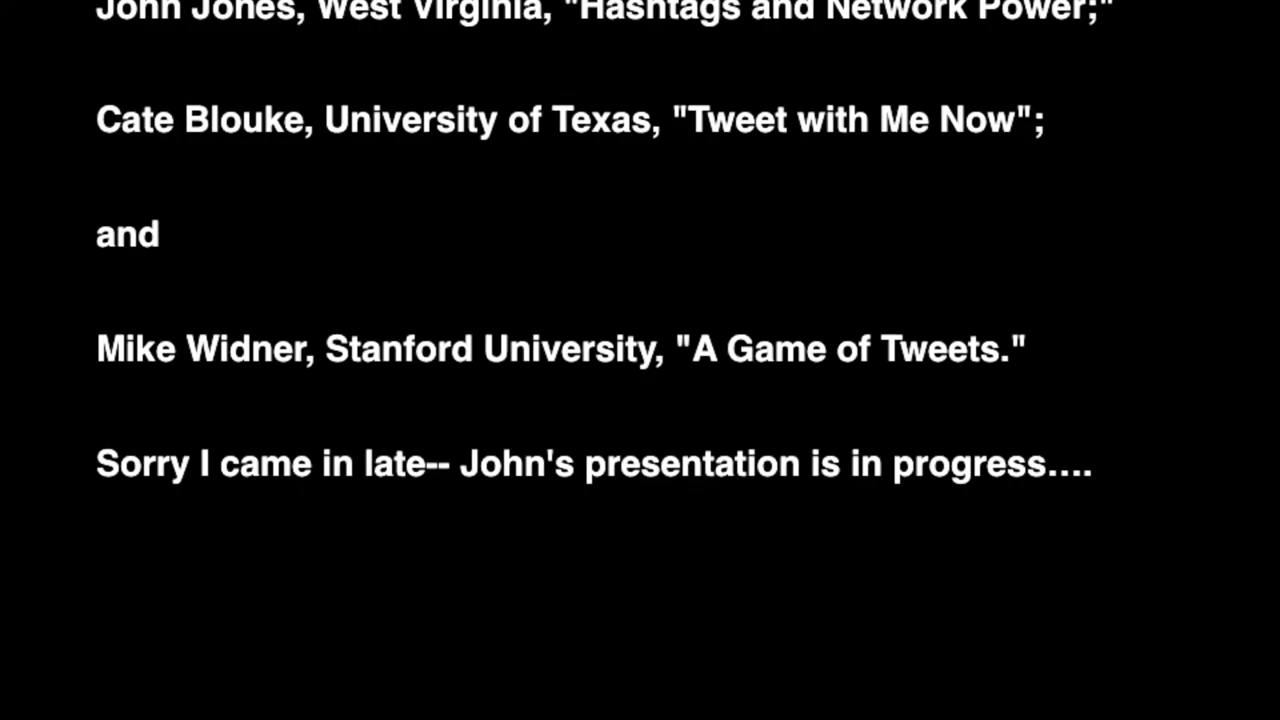 John Jones, West Virginia, "Hashtags and Network Power;"
Cate Blouke, University of Texas, "Tweet with Me Now";
and
Mike Widner, Stanford University, "A Game of Tweets."
Sorry I came in late-- John's presentation is in progress....